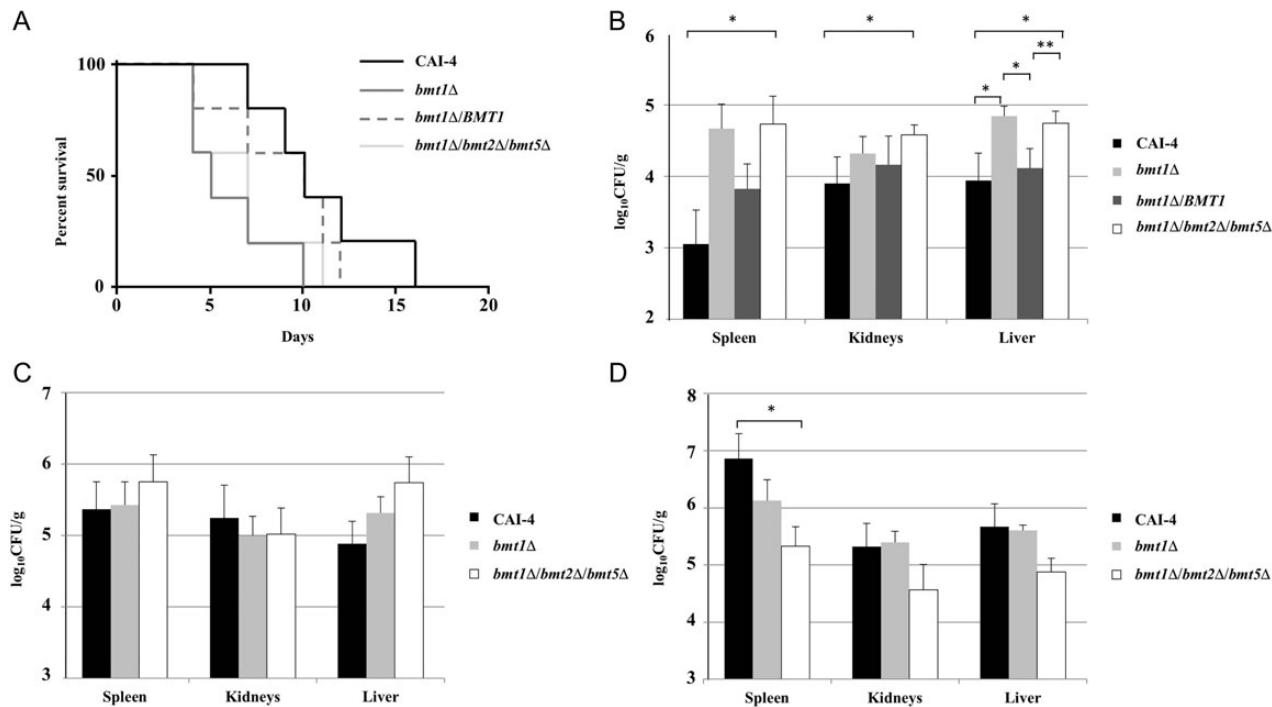 A
Percent survival
100
50
0
0 5 10 15 20
Days
CAI-4
bmt1Δ
bmt1Δ/BMT1
bmt1Δ/bmt2Δ/bmt5Δ
B
log₁₀CFU/g
6
5
4
3
2
* * *
**
*
*
Spleen Kidneys Liver
CAI-4
bmt1Δ
bmt1Δ/BMT1
bmt1Δ/bmt2Δ/bmt5Δ
C
log₁₀CFU/g
7
6
5
4
3
Spleen Kidneys Liver
CAI-4
bmt1Δ
bmt1Δ/bmt2Δ/bmt5Δ
D
log₁₀CFU/g
8
7
6
5
4
3
*
Spleen Kidneys Liver
CAI-4
bmt1Δ
bmt1Δ/bmt2Δ/bmt5Δ